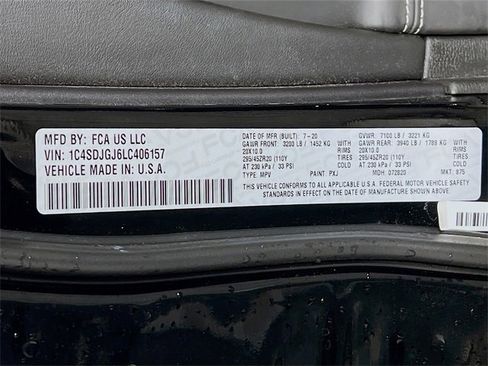 MFD BY: FCA US LLC
VIN: 1C4SDJGJ6LC406157
VEHICLE MADE IN: U.S.A.
DATE OF MFR (BUILT): 7-20 GVWR: 7100 LB / 3221 KG
GAWR FRONT: 3200 LB / 1452 KG GAWR REAR: 3940 LB / 1788 KG
20X10.0 RIMS 20X10.0 RIMS
295/45ZR20 (110Y TIRES 295/45ZR20 (110Y TIRES
AT 230 kPa / 33 PSI COLD AT 230 kPa / 33 PSI COLD
THIS VEHICLE CONFORMS TO ALL APPLICABLE U.S.A. FEDERAL MOTOR VEHICLE SAFETY
STANDARDS IN EFFECT ON THE DATE OF MANUFACTURE SHOWN ABOVE.
TYPE: MPV PAINT: PXJ MDH: 072820 MKT: 875